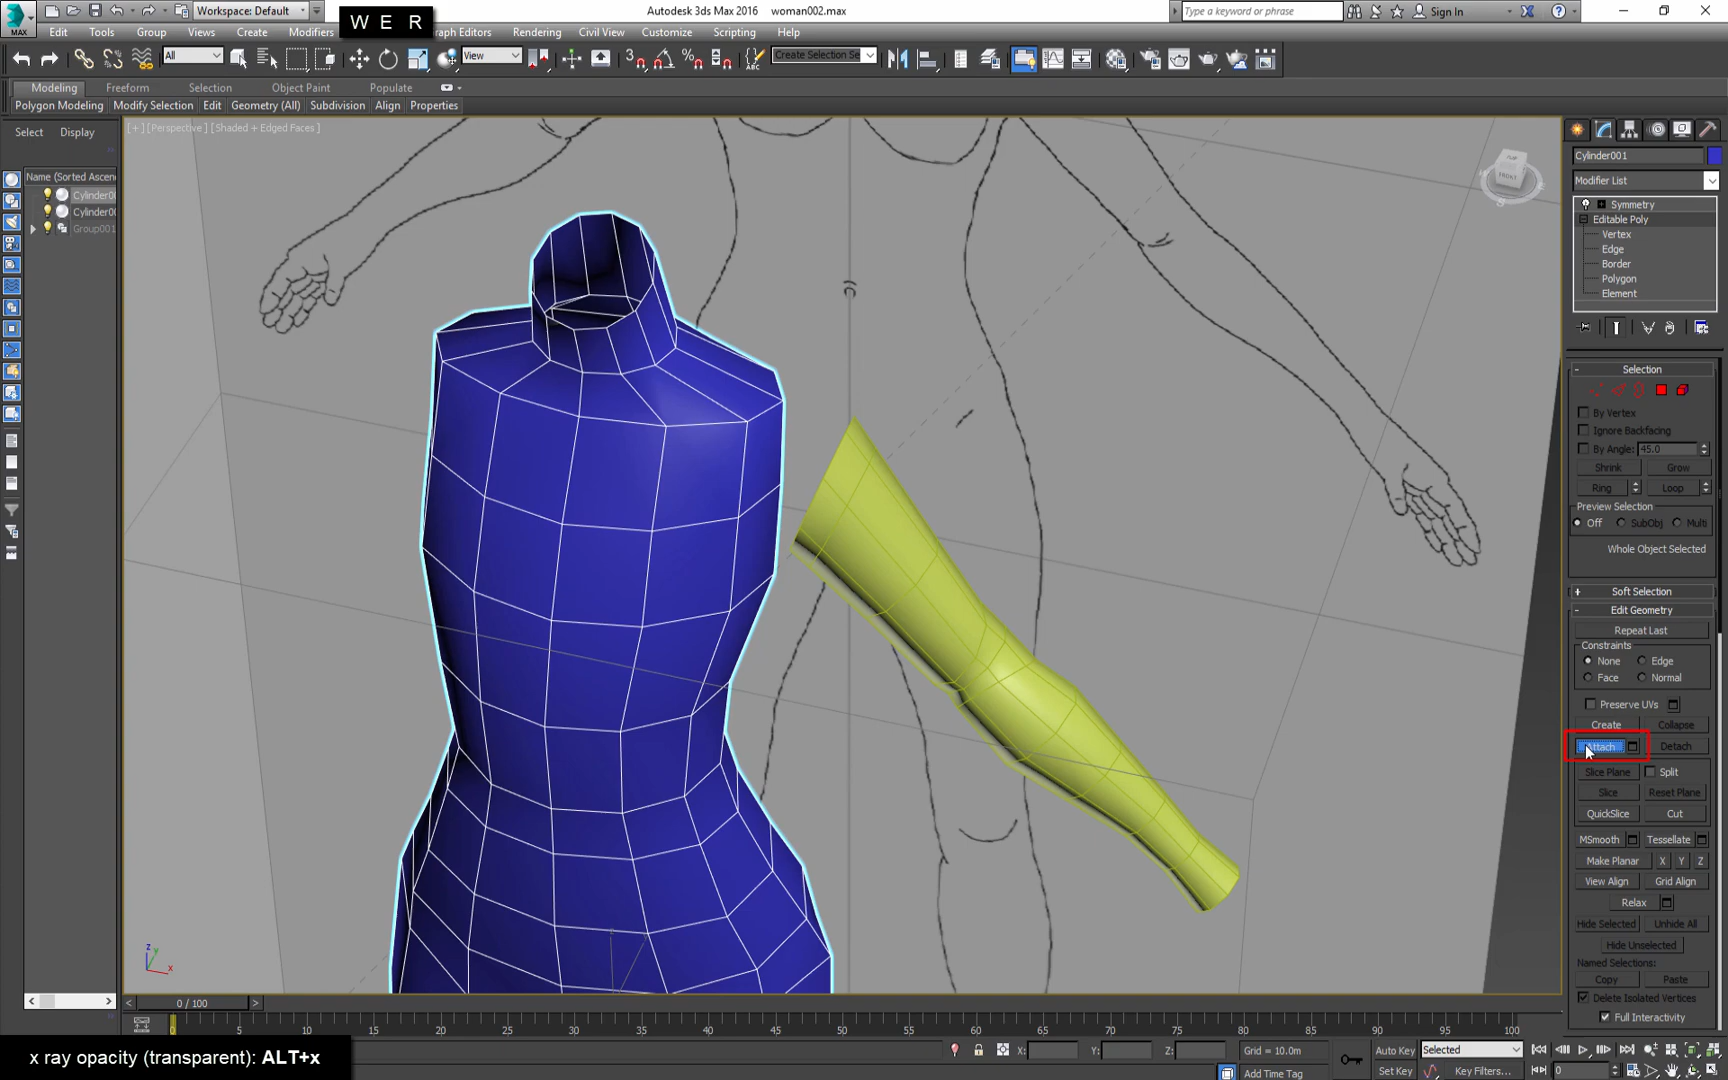 Workspace: Default
Autodesk 3ds Max 2016 woman002.max
Type a keyword or phrase
Sign In
MAX
W E R
Edit Tools Group Views Create Modifiers raph Editors Rendering Civil View Customize Scripting Help
All
View
Create Selection Se
Modeling Freeform Selection Object Paint Populate
Polygon Modeling Modify Selection Edit Geometry (All) Subdivision Align Properties
Select Display
[+] [Perspective ] [Shaded + Edged Faces ]
Name (Sorted Ascen
Cylinder00
Cylinder00
Group001
FRONT
Cylinder001
Modifier List
Symmetry
Editable Poly
Vertex
Edge
Border
Polygon
Element
Selection
By Vertex
Ignore Backfacing
By Angle: 45.0
Shrink Grow
Ring Loop
Preview Selection
Off SubObj Multi
Whole Object Selected
Soft Selection
Edit Geometry
Repeat Last
Constraints
None Edge
Face Normal
Preserve UVs
Create Collapse
Attach Detach
Slice Plane Split
Slice Reset Plane
QuickSlice Cut
MSmooth Tessellate
Make Planar X Y Z
View Align Grid Align
Relax
Hide Selected Unhide All
Hide Unselected
Named Selections:
Copy Paste
Delete Isolated Vertices
Full Interactivity
z y x
0 / 100
0 5 10 15 20 25 30 35 40 45 50 55 60 65 70 75 80 85 90 95 100
x ray opacity (transparent): ALT+x
X: Y: Z: Grid = 10.0m
Add Time Tag
Auto Key Selected
Set Key Key Filters...
0